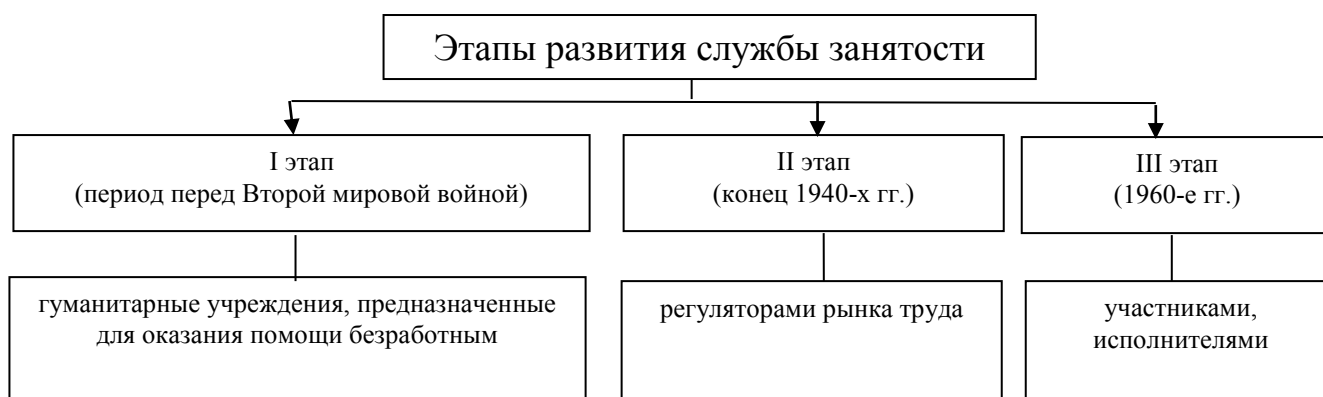 Этапы развития службы занятости
I этап
(период перед Второй мировой войной)
II этап
(конец 1940-х гг.)
III этап
(1960-е гг.)
гуманитарные учреждения, предназначенные
для оказания помощи безработным
регуляторами рынка труда
участниками,
исполнителями